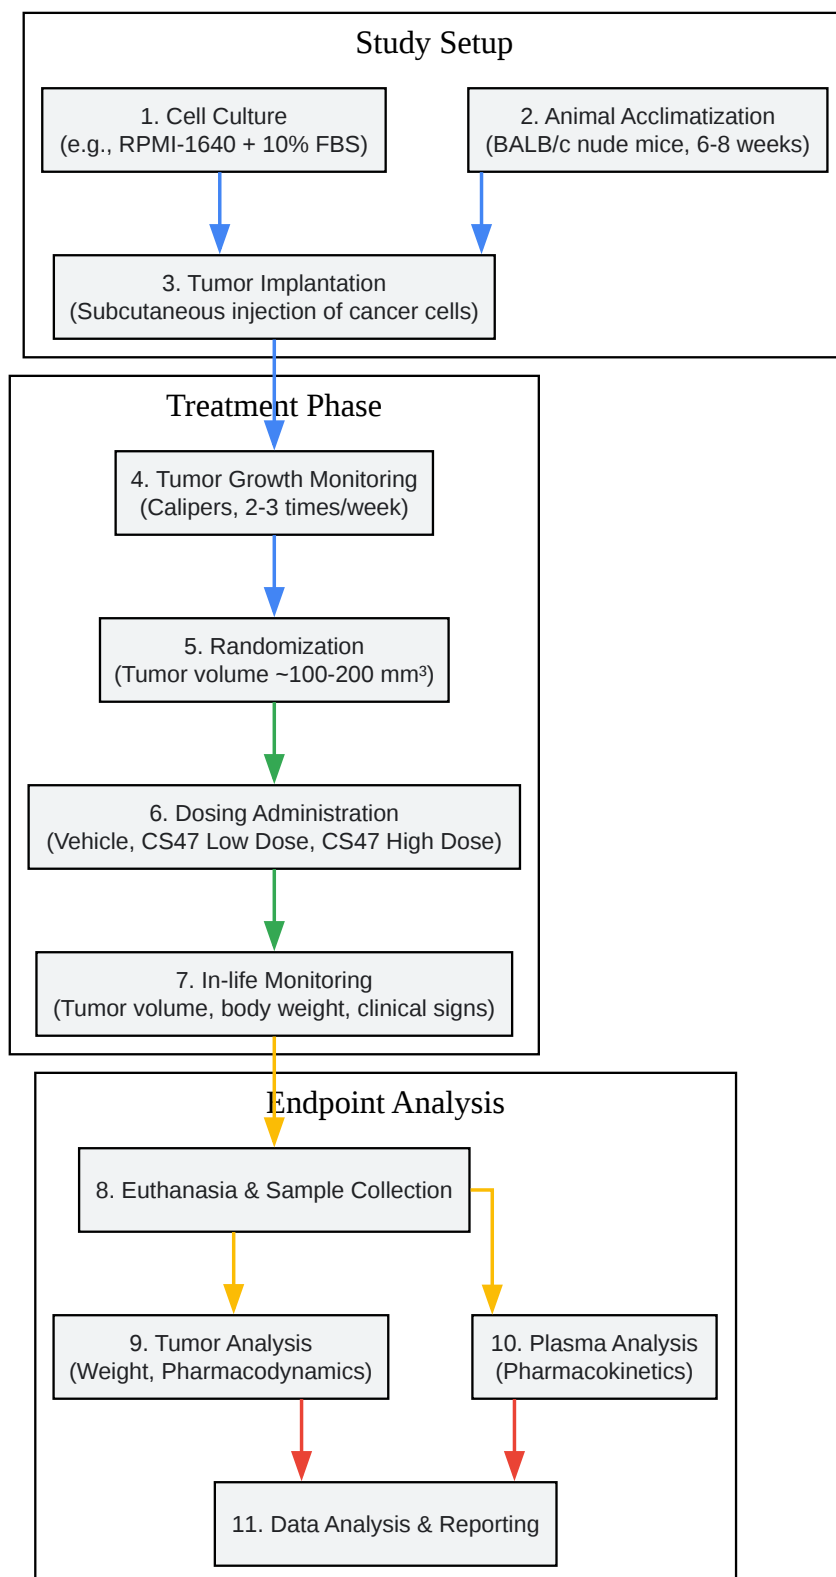 Study Setup
1. Cell Culture
(e.g., RPMI-1640 + 10% FBS)
2. Animal Acclimatization
(BALB/c nude mice, 6-8 weeks)
3. Tumor Implantation
(Subcutaneous injection of cancer cells)
Treatment Phase
4. Tumor Growth Monitoring
(Calipers, 2-3 times/week)
5. Randomization
(Tumor volume ~100-200 mm³)
6. Dosing Administration
(Vehicle, CS47 Low Dose, CS47 High Dose)
7. In-life Monitoring
(Tumor volume, body weight, clinical signs)
Endpoint Analysis
8. Euthanasia & Sample Collection
9. Tumor Analysis
(Weight, Pharmacodynamics)
10. Plasma Analysis
(Pharmacokinetics)
11. Data Analysis & Reporting